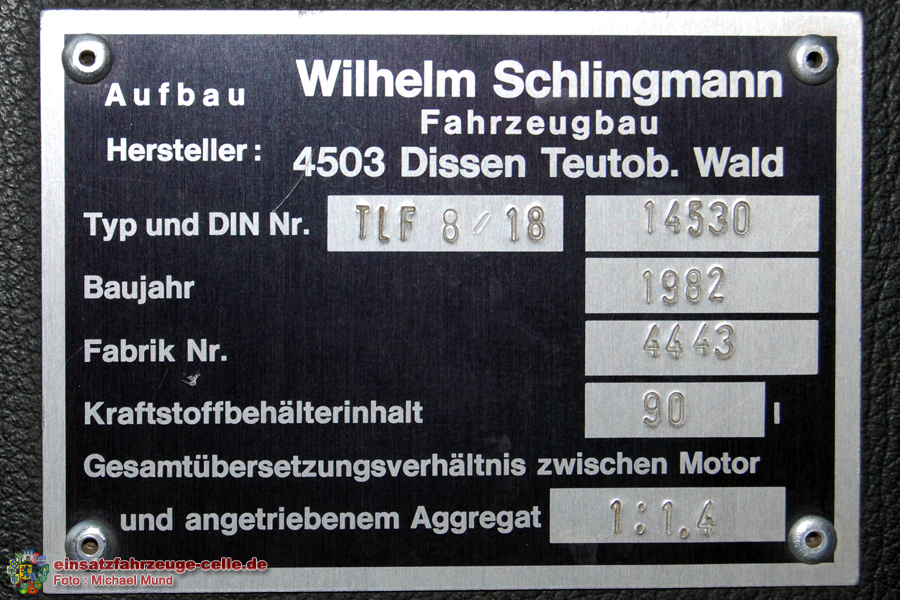 Aufbau Wilhelm Schlingmann
Fahrzeugbau
Hersteller: 4503 Dissen Teutob. Wald
Typ und DIN Nr. TLF 8/18 14530
Baujahr 1982
Fabrik Nr. 4443
Kraftstoffbehälterinhalt 90 l
Gesamtübersetzungsverhältnis zwischen Motor
und angetriebenem Aggregat 1:1.4
einsatzfahrzeuge-celle.de
Foto : Michael Mund